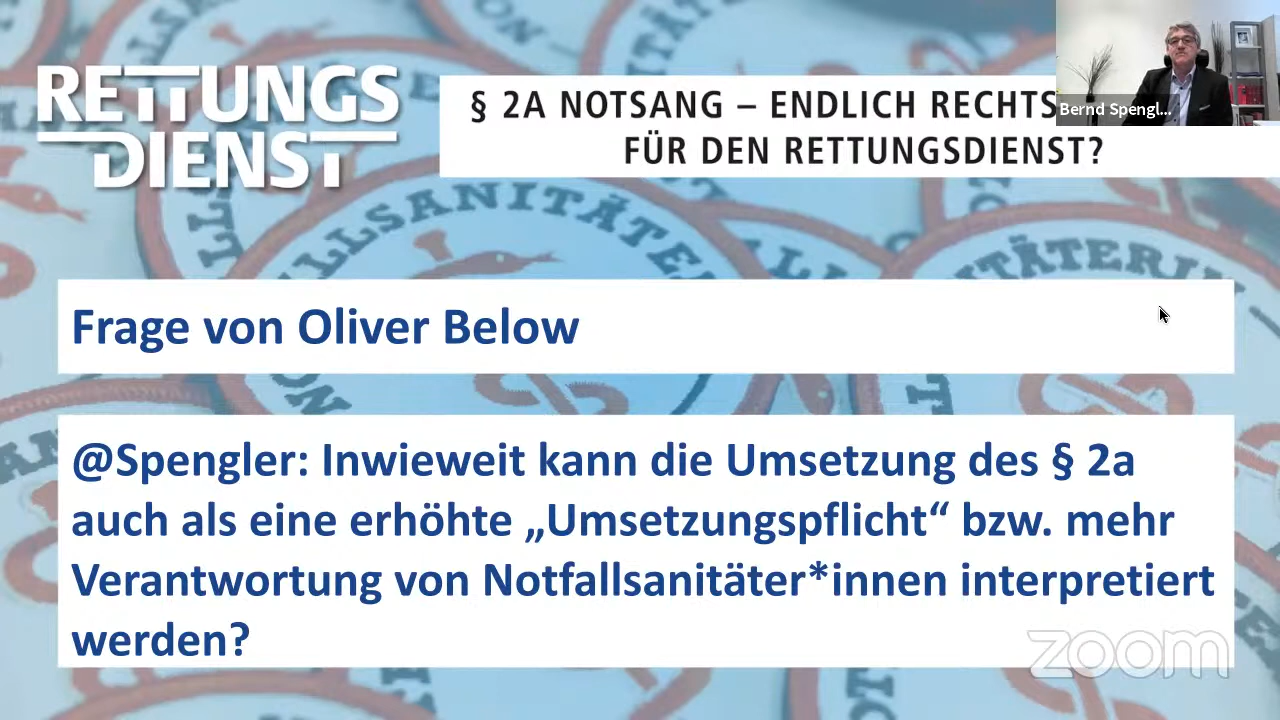 RETTUNGS
DIENST
§ 2A NOTSANG – ENDLICH RECHTS
FÜR DEN RETTUNGSDIENST?
Bernd Spengl...
NOTFALLSANITÄTER
Frage von Oliver Below
@Spengler: Inwieweit kann die Umsetzung des § 2a
auch als eine erhöhte „Umsetzungspflicht“ bzw. mehr
Verantwortung von Notfallsanitäter*innen interpretiert
werden?
zoom